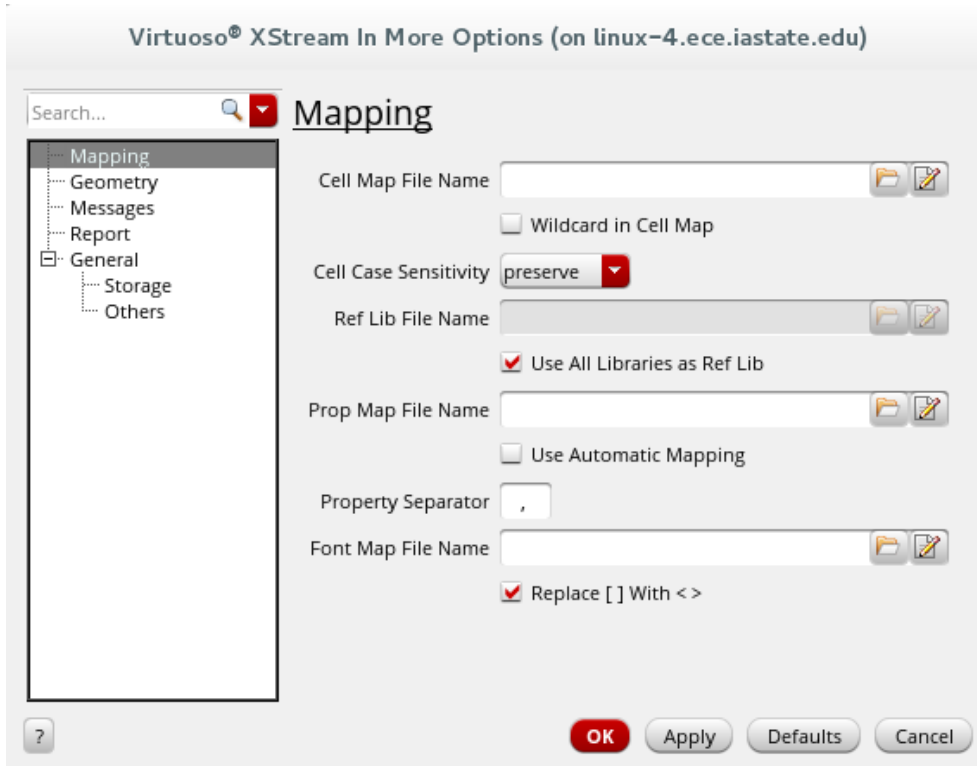 Virtuoso® XStream In More Options (on linux-4.ece.iastate.edu)
Search...
Mapping
Geometry
Messages
Report
General
Storage
Others
Mapping
Cell Map File Name
Wildcard in Cell Map
Cell Case Sensitivity preserve
Ref Lib File Name
Use All Libraries as Ref Lib
Prop Map File Name
Use Automatic Mapping
Property Separator ,
Font Map File Name
Replace [ ] With < >
? OK Apply Defaults Cancel